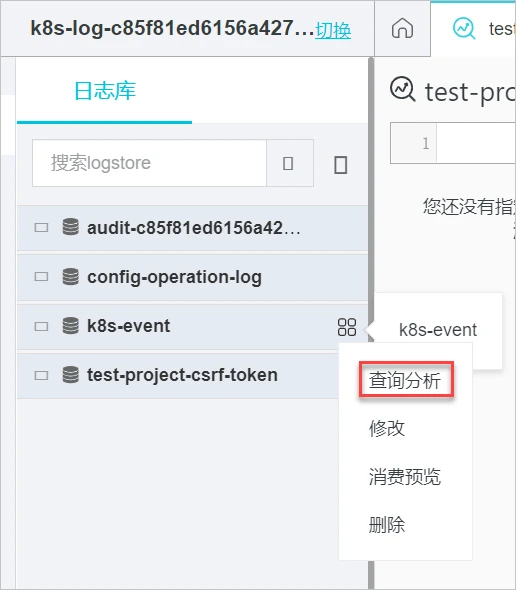 k8s-log-c85f81ed6156a427...切换
tes
日志库
test-pro
搜索logstore
1
您还没有指定
audit-c85f81ed6156a42...
config-operation-log
k8s-event
k8s-event
test-project-csrf-token
查询分析
修改
消费预览
删除